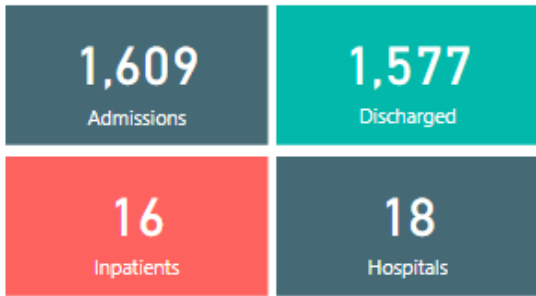 1,609
Admissions
1,577
Discharged
16
Inpatients
18
Hospitals